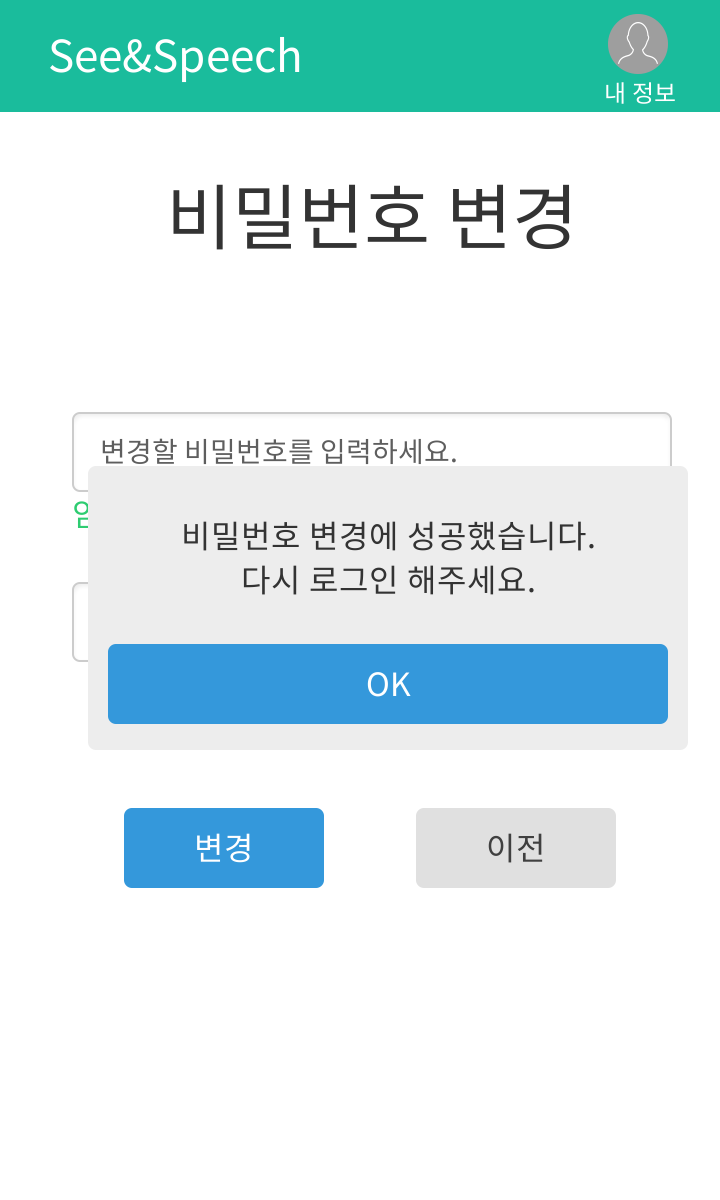 See&Speech
내 정보
비밀번호 변경
변경할 비밀번호를 입력하세요.
비밀번호 변경에 성공했습니다.
다시 로그인 해주세요.
OK
변경
이전